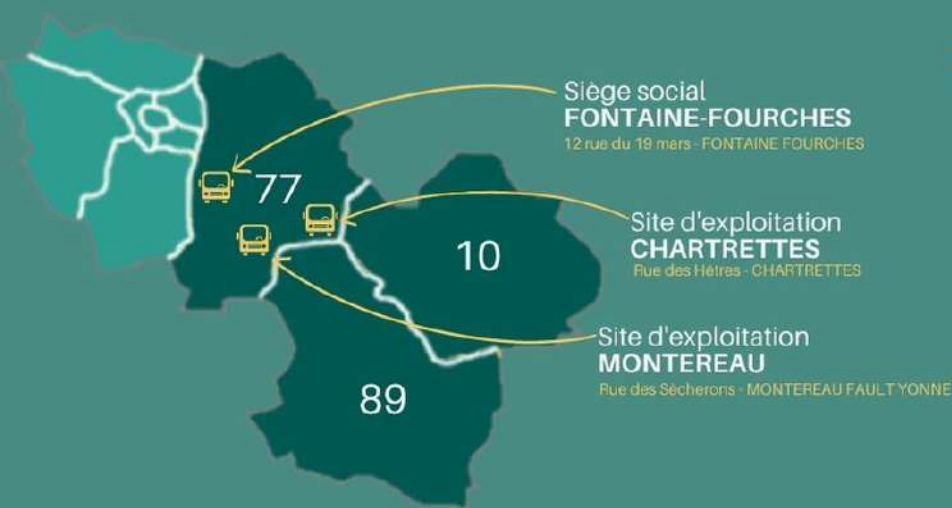 Siège social
FONTAINE-FOURCHES
12 rue du 19 mars - FONTAINE FOURCHES
77
Site d'exploitation
CHARTRETTES
Rue des Hêtres - CHARTRETTES
10
Site d'exploitation
MONTEREAU
Rue des Sècherons - MONTEREAU FAULT YONNE
89